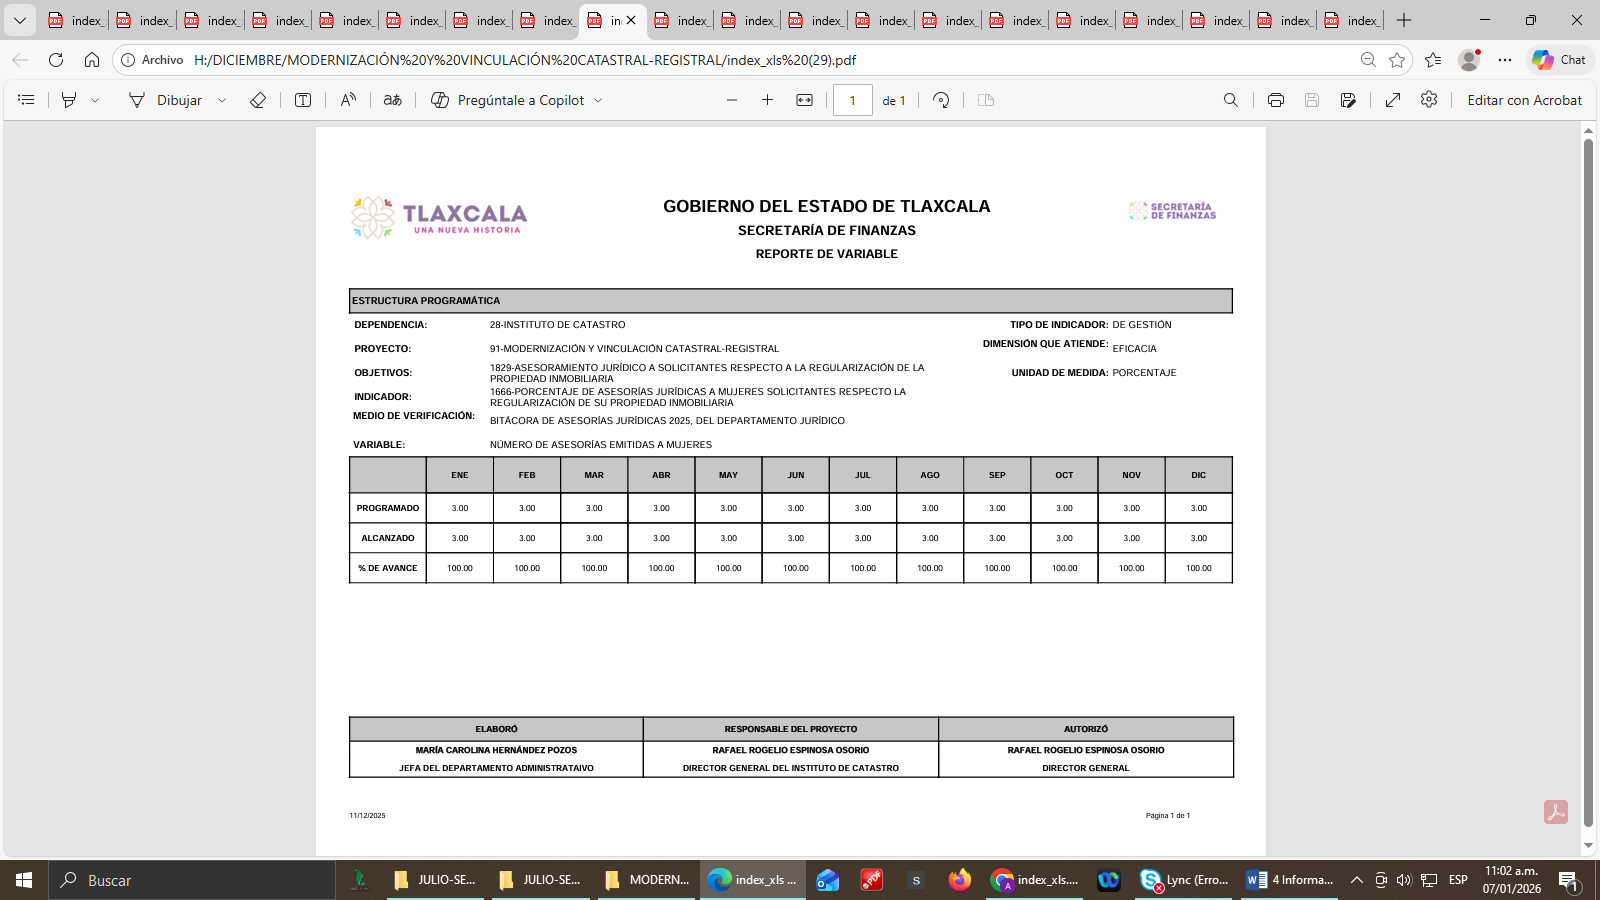 index_
index_
index_
index_
index_
index_
index_
index_
in
index_
index_
index_
index_
index_
index_
index_
index_
index_
index_
index_
Archivo H:/DICIEMBRE/MODERNIZACIÓN%20Y%20VINCULACIÓN%20CATASTRAL-REGISTRAL/index_xls%20(29).pdf
Chat
Dibujar
Pregúntale a Copilot
1 de 1
Editar con Acrobat
TLAXCALA
UNA NUEVA HISTORIA
GOBIERNO DEL ESTADO DE TLAXCALA
SECRETARÍA DE FINANZAS
REPORTE DE VARIABLE
SECRETARÍA
DE FINANZAS
ESTRUCTURA PROGRAMÁTICA
DEPENDENCIA: 28-INSTITUTO DE CATASTRO TIPO DE INDICADOR: DE GESTIÓN
PROYECTO: 91-MODERNIZACIÓN Y VINCULACIÓN CATASTRAL-REGISTRAL DIMENSIÓN QUE ATIENDE: EFICACIA
OBJETIVOS: 1829-ASESORAMIENTO JURÍDICO A SOLICITANTES RESPECTO A LA REGULARIZACIÓN DE LA
PROPIEDAD INMOBILIARIA UNIDAD DE MEDIDA: PORCENTAJE
INDICADOR: 1666-PORCENTAJE DE ASESORÍAS JURÍDICAS A MUJERES SOLICITANTES RESPECTO LA
REGULARIZACIÓN DE SU PROPIEDAD INMOBILIARIA
MEDIO DE VERIFICACIÓN: BITÁCORA DE ASESORÍAS JURÍDICAS 2025, DEL DEPARTAMENTO JURÍDICO
VARIABLE: NÚMERO DE ASESORÍAS EMITIDAS A MUJERES
ENE FEB MAR ABR MAY JUN JUL AGO SEP OCT NOV DIC
PROGRAMADO 3.00 3.00 3.00 3.00 3.00 3.00 3.00 3.00 3.00 3.00 3.00 3.00
ALCANZADO 3.00 3.00 3.00 3.00 3.00 3.00 3.00 3.00 3.00 3.00 3.00 3.00
% DE AVANCE 100.00 100.00 100.00 100.00 100.00 100.00 100.00 100.00 100.00 100.00 100.00 100.00
ELABORÓ RESPONSABLE DEL PROYECTO AUTORIZÓ
MARÍA CAROLINA HERNÁNDEZ POZOS RAFAEL ROGELIO ESPINOSA OSORIO RAFAEL ROGELIO ESPINOSA OSORIO
JEFA DEL DEPARTAMENTO ADMINISTRATAIVO DIRECTOR GENERAL DEL INSTITUTO DE CATASTRO DIRECTOR GENERAL
11/12/2025 Página 1 de 1
Buscar
JULIO-SE...
JULIO-SE...
MODERN...
index_xls ...
index_xls....
Lync (Erro...
4 Informa...
ESP
11:02 a.m.
07/01/2026
1